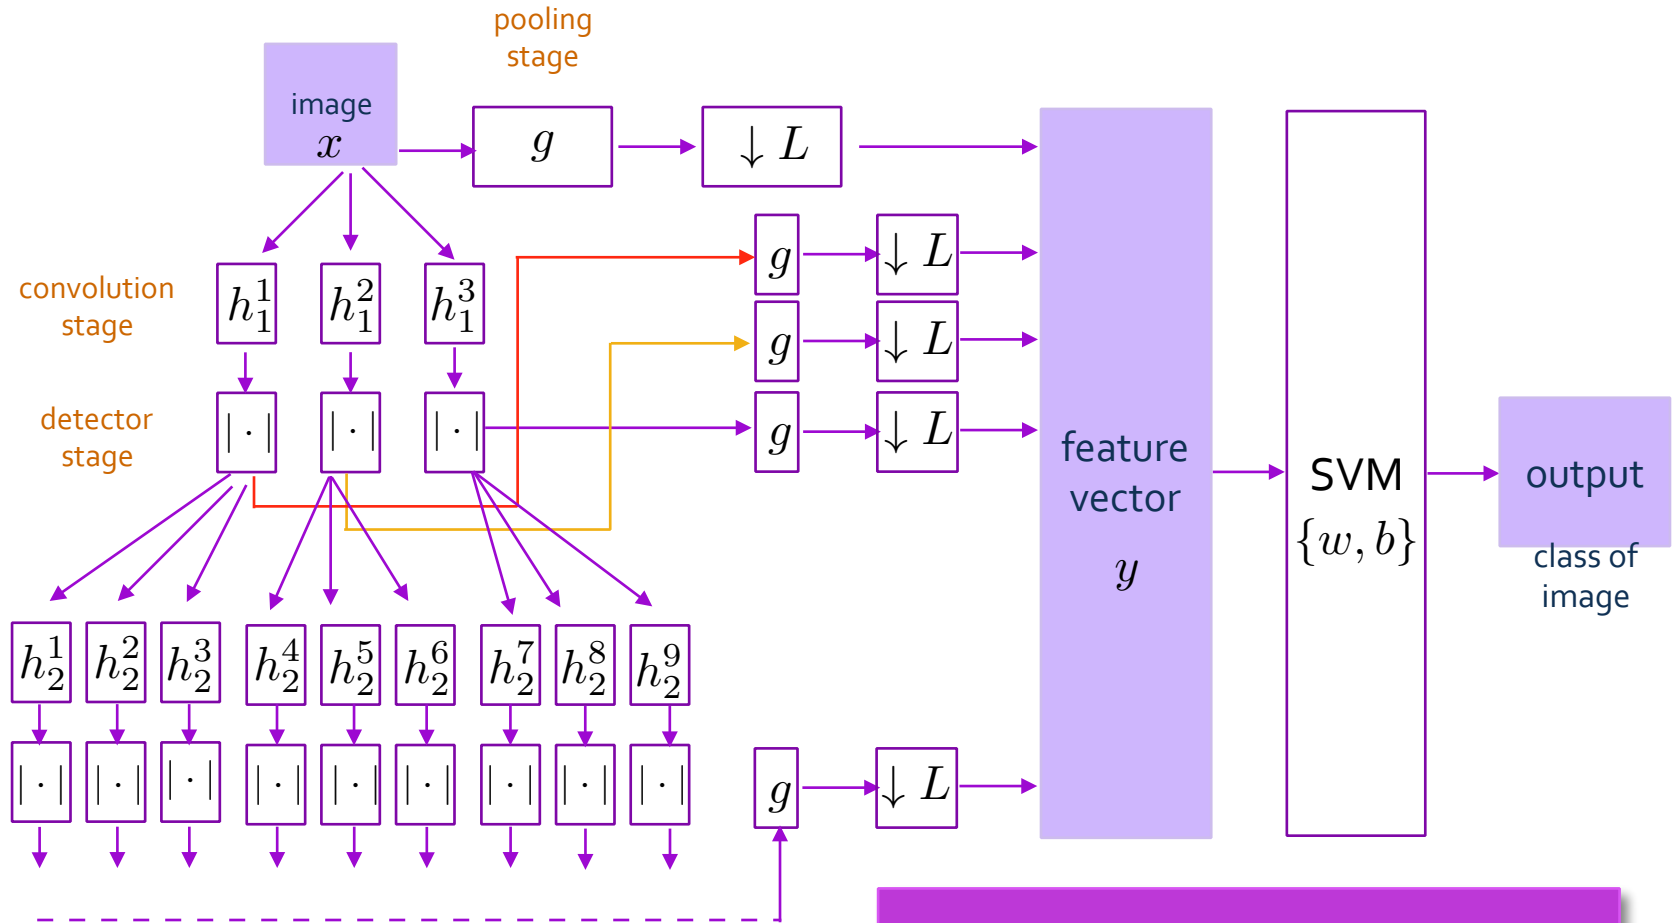 pooling
stage
image
x
g
↓ L
convolution
stage
h_1^1
h_1^2
h_1^3
g
↓ L
g
↓ L
detector
stage
|·|
|·|
|·|
g
↓ L
feature
vector
y
SVM
{w, b}
output
class of
image
h_2^1
h_2^2
h_2^3
h_2^4
h_2^5
h_2^6
h_2^7
h_2^8
h_2^9
|·|
|·|
|·|
|·|
|·|
|·|
|·|
|·|
|·|
g
↓ L